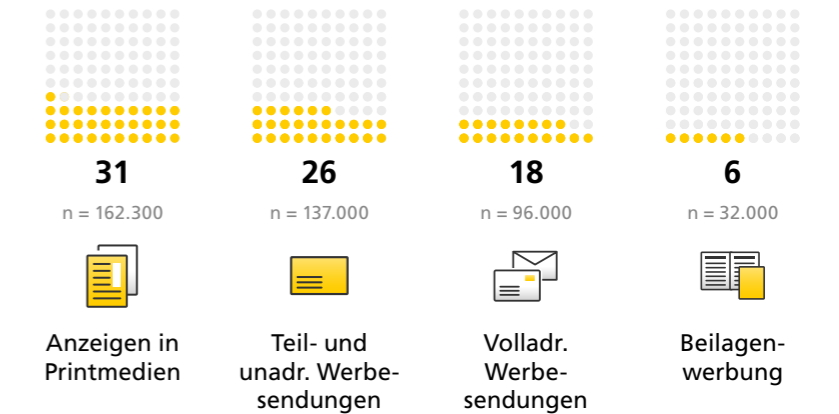 31 26 18 6
n = 162.300 n = 137.000 n = 96.000 n = 32.000
Anzeigen in
Printmedien
Teil- und
unadr. Werbe-
sendungen
Volladr.
Werbe-
sendungen
Beilagen-
werbung